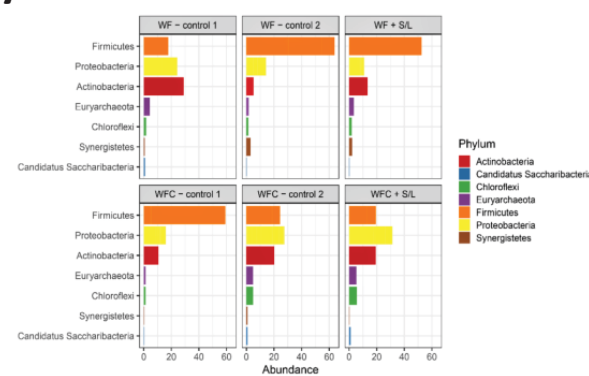 WF − control 1 WF − control 2 WF + S/L
Firmicutes
Proteobacteria
Actinobacteria
Euryarchaeota
Chloroflexi
Synergistetes
Candidatus Saccharibacteria
WFC − control 1 WFC − control 2 WFC + S/L
Firmicutes
Proteobacteria
Actinobacteria
Euryarchaeota
Chloroflexi
Synergistetes
Candidatus Saccharibacteria
0 20 40 60 0 20 40 60 0 20 40 60
Abundance
Phylum
Actinobacteria
Candidatus Saccharibacteria
Chloroflexi
Euryarchaeota
Firmicutes
Proteobacteria
Synergistetes